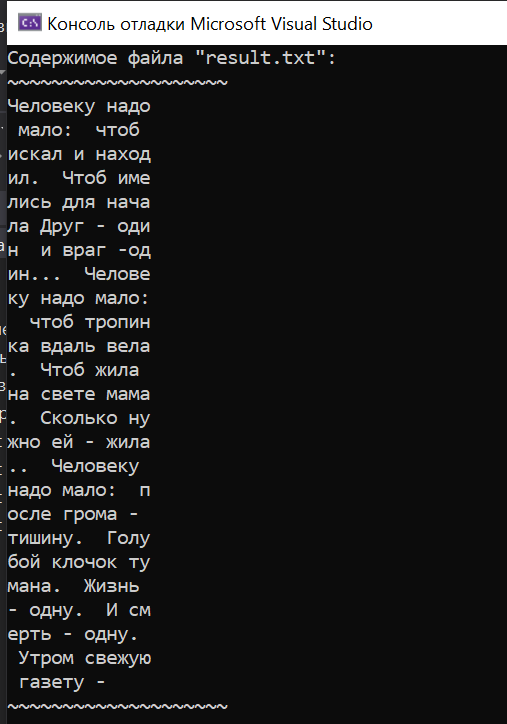 Консоль отладки Microsoft Visual Studio
Содержимое файла "result.txt":
~~~~~~~~~~~~~~~~~~~~
Человеку надо
 мало:  чтоб
искал и наход
ил.  Чтоб име
лись для нача
ла Друг - оди
н  и враг -од
ин...  Челове
ку надо мало:
  чтоб тропин
ка вдаль вела
.  Чтоб жила
на свете мама
.  Сколько ну
жно ей - жила
..  Человеку
надо мало:  п
осле грома -
тишину.  Голу
бой клочок ту
мана.  Жизнь
- одну.  И см
ерть - одну.
 Утром свежую
 газету -
~~~~~~~~~~~~~~~~~~~~